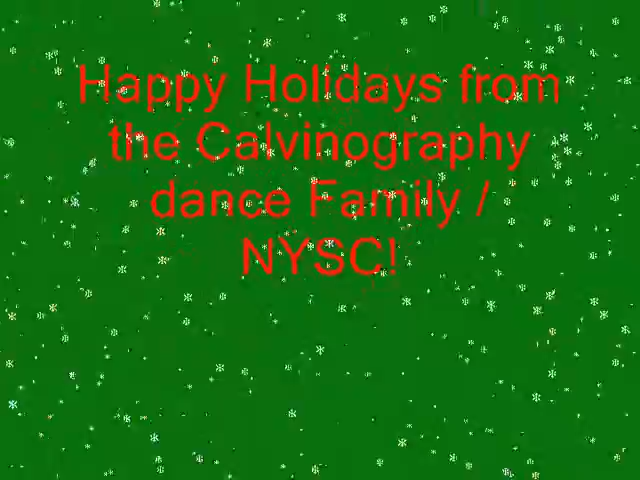 Happy Holidays from
the Calvinography
dance Family /
NYSC!